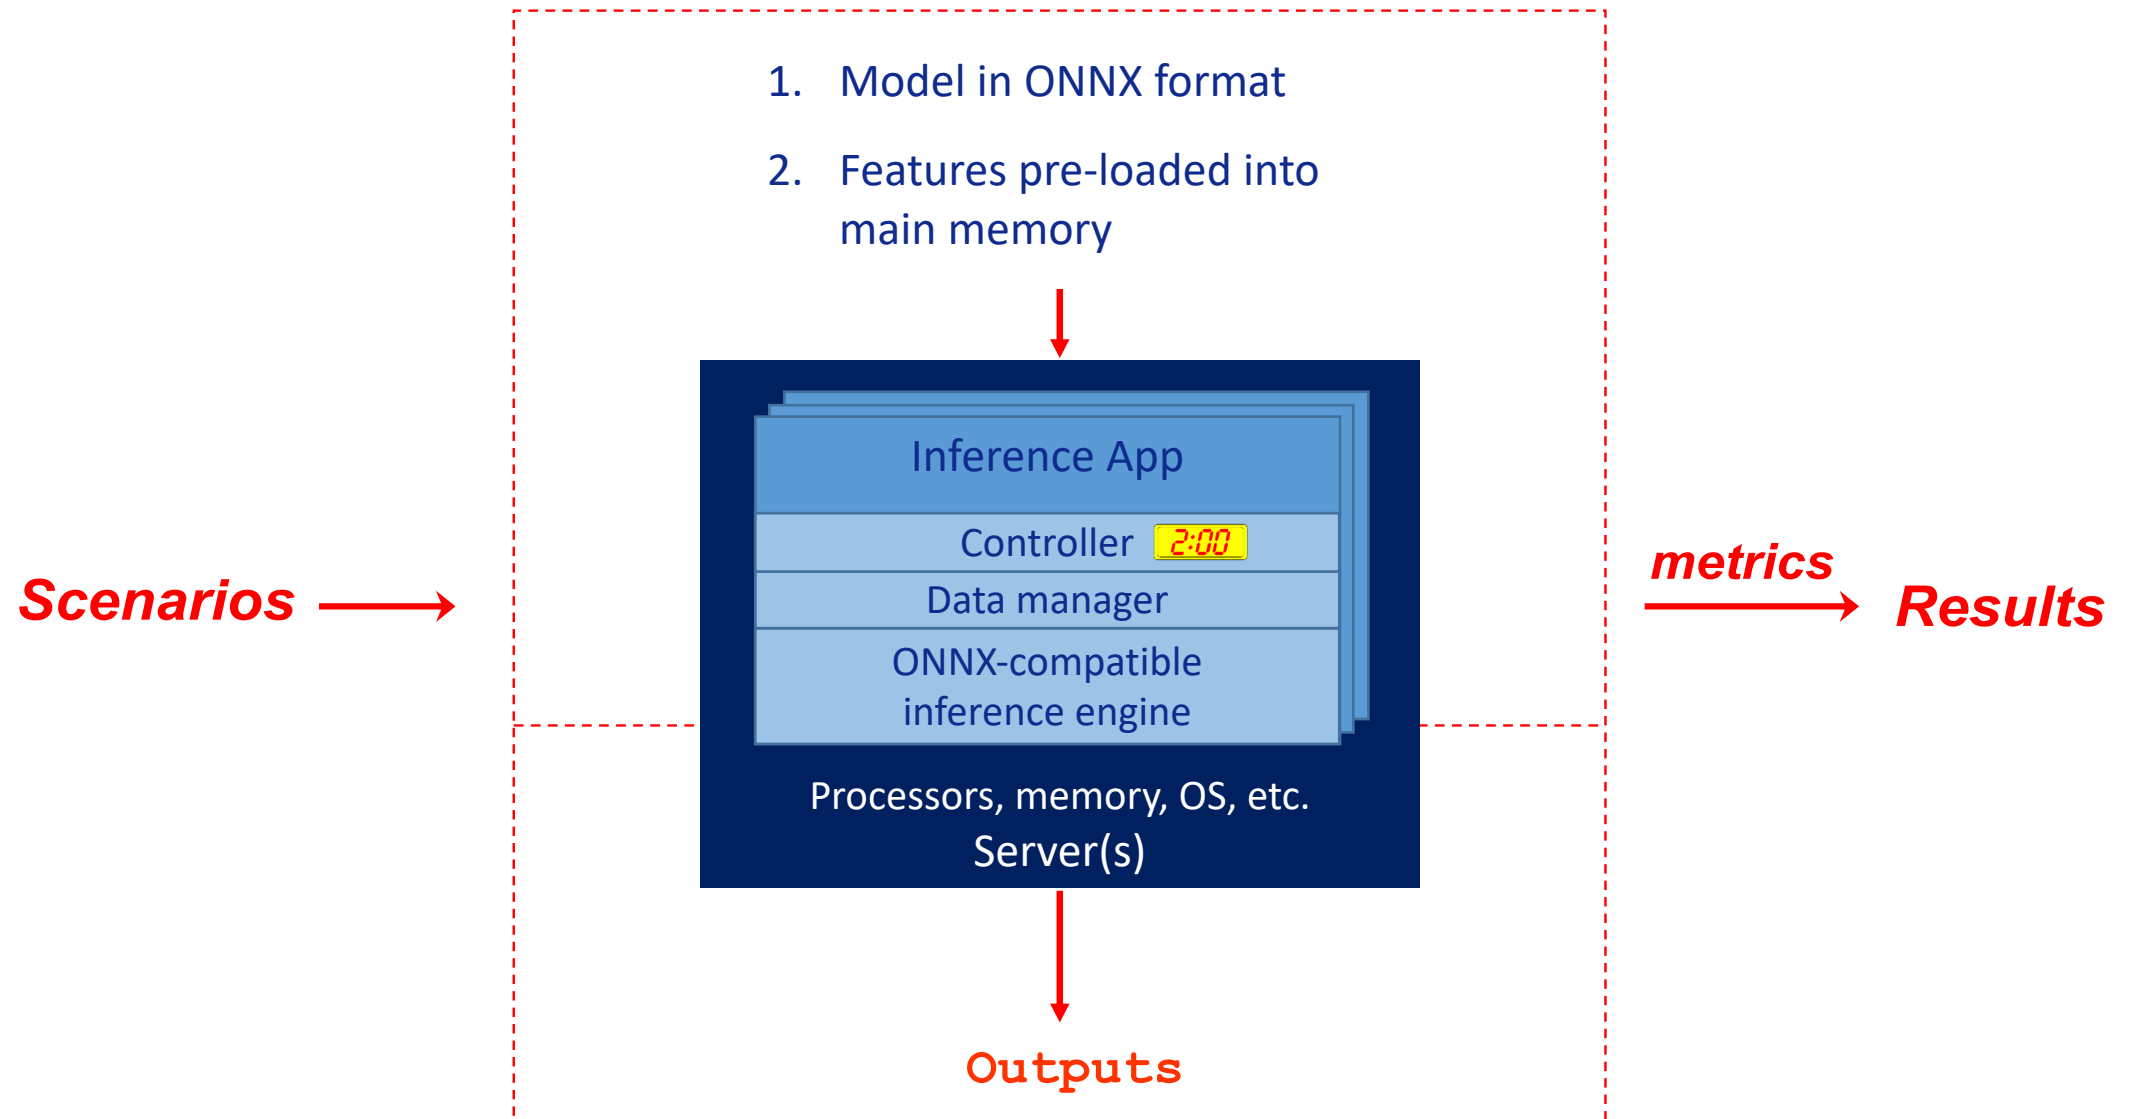 1. Model in ONNX format
2. Features pre-loaded into
main memory
Inference App
Controller 2:00
Data manager
ONNX-compatible
inference engine
Processors, memory, OS, etc.
Server(s)
Scenarios
metrics
Results
Outputs